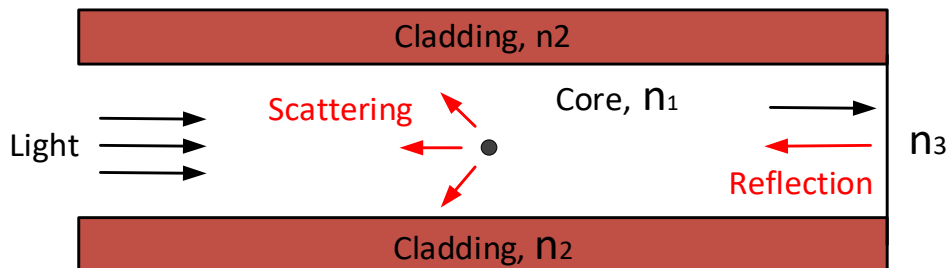 Cladding, n2
Core, n₁
Scattering
Light
n₃
Reflection
Cladding, n₂